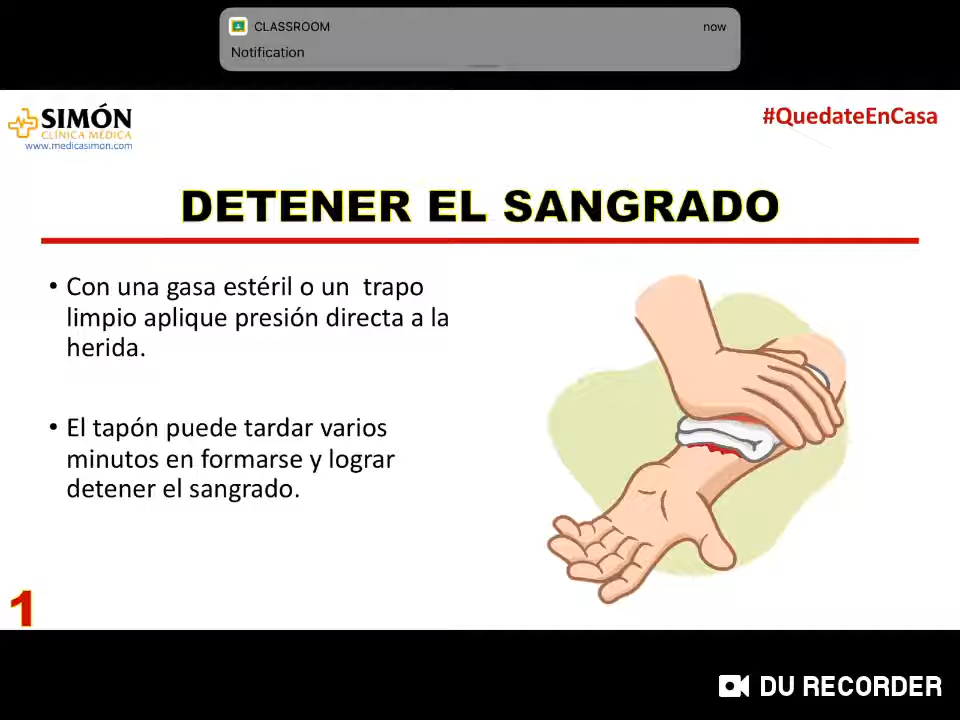 CLASSROOM
now
Notification
SIMÓN
CLÍNICA MÉDICA
www.medicasimon.com
#QuedateEnCasa
DETENER EL SANGRADO
• Con una gasa estéril o un trapo
limpio aplique presión directa a la
herida.
• El tapón puede tardar varios
minutos en formarse y lograr
detener el sangrado.
1
DU RECORDER